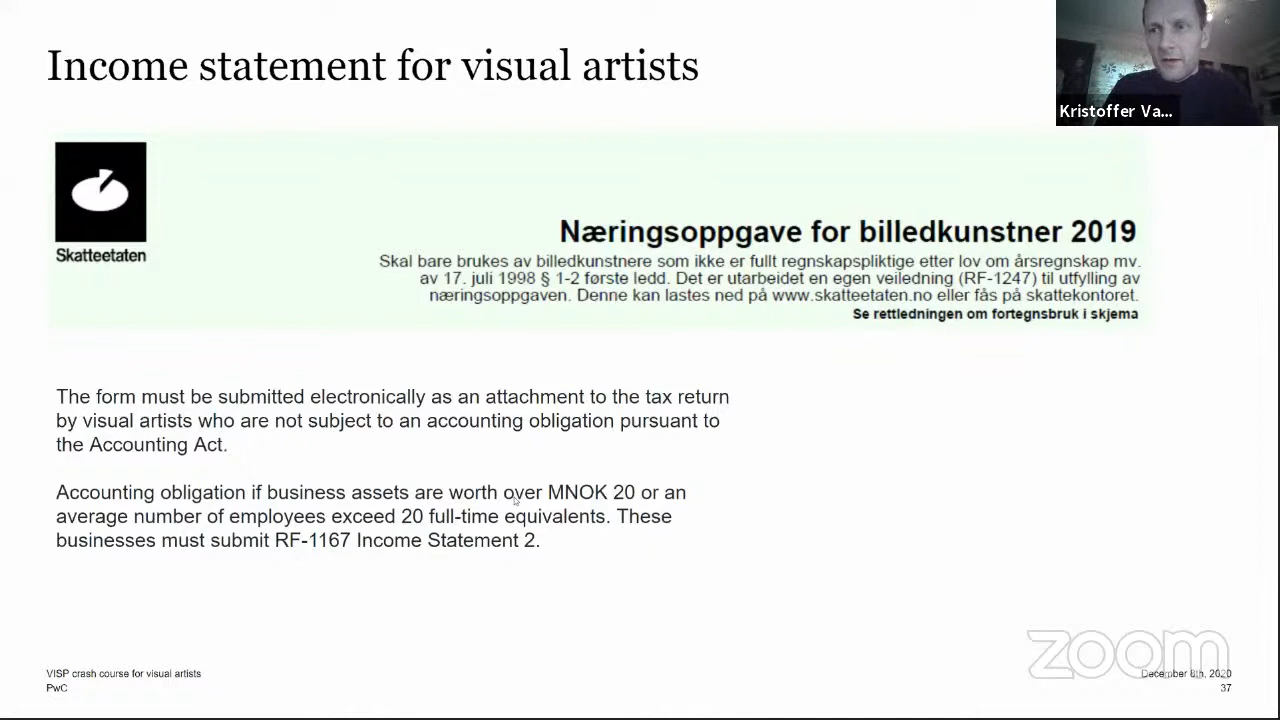 Income statement for visual artists
Kristoffer Va...
Skatteetaten
Næringsoppgave for billedkunstner 2019
Skal bare brukes av billedkunstnere som ikke er fullt regnskapspliktige etter lov om årsregnskap mv.
av 17. juli 1998 § 1-2 første ledd. Det er utarbeidet en egen veiledning (RF-1247) til utfylling av
næringsoppgaven. Denne kan lastes ned på www.skatteetaten.no eller fås på skattekontoret.
Se rettledningen om fortegnsbruk i skjema
The form must be submitted electronically as an attachment to the tax return
by visual artists who are not subject to an accounting obligation pursuant to
the Accounting Act.
Accounting obligation if business assets are worth over MNOK 20 or an
average number of employees exceed 20 full-time equivalents. These
businesses must submit RF-1167 Income Statement 2.
zoom
VISP crash course for visual artists
PwC
December 8th, 2020
37